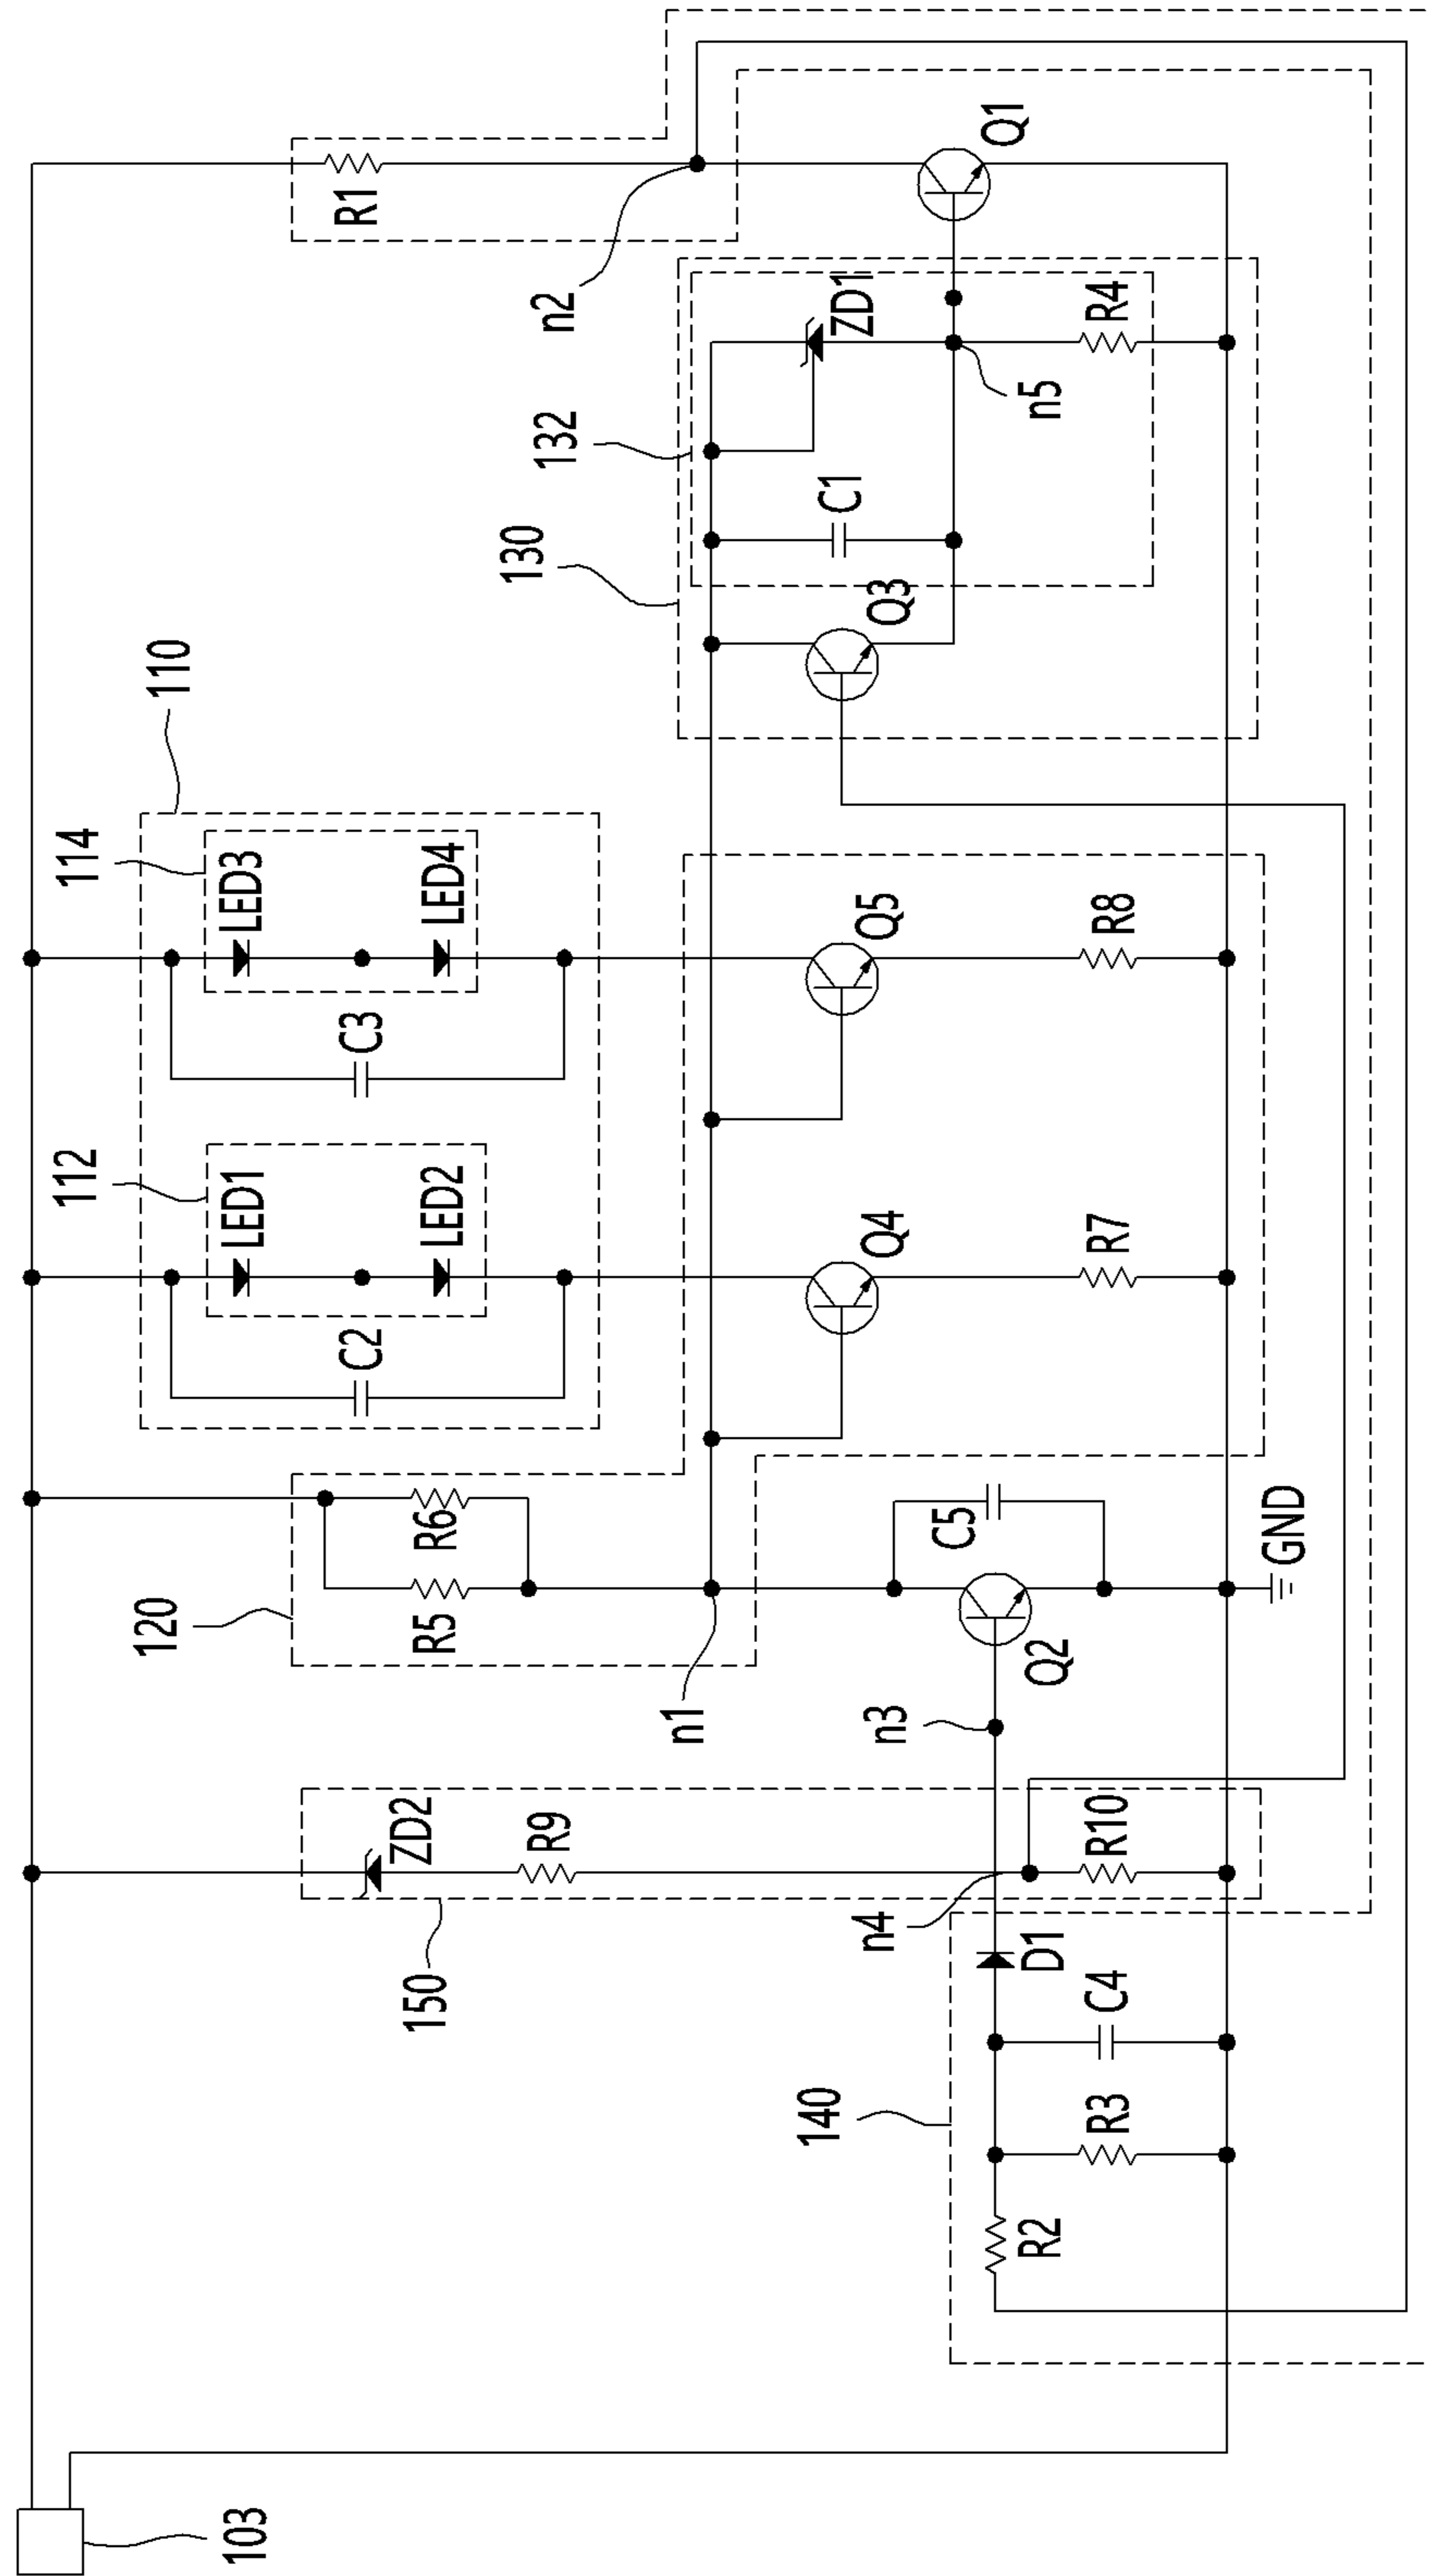 103
R2
R3
C4
D1
140
150
n4
ZD2
R9
R10
n3
Q2
n1
120
R5
R6
C5
GND
C2
112
LED1
LED2
Q4
R7
C3
114
LED3
LED4
110
Q5
R8
130
Q3
C1
132
ZD1
n5
R4
n2
R1
Q1